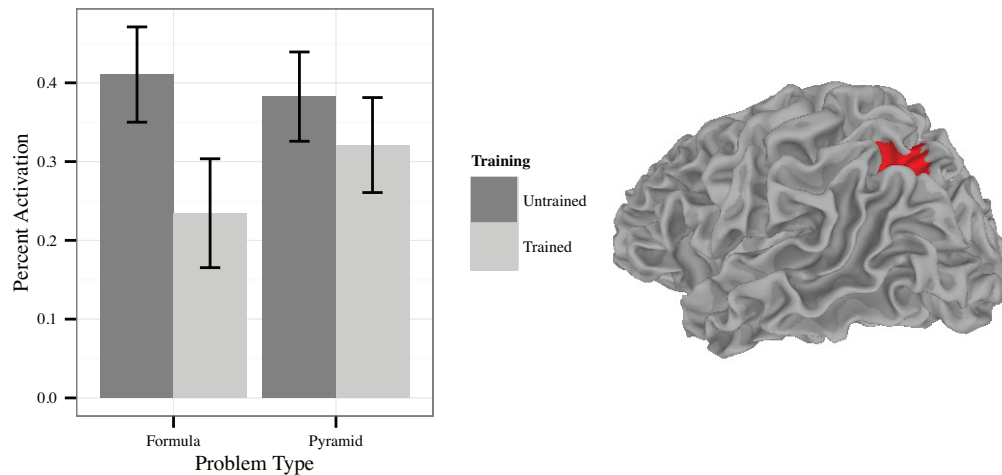 Percent Activation
0.4
0.3
0.2
0.1
0.0
Formula
Pyramid
Problem Type
Training
Untrained
Trained